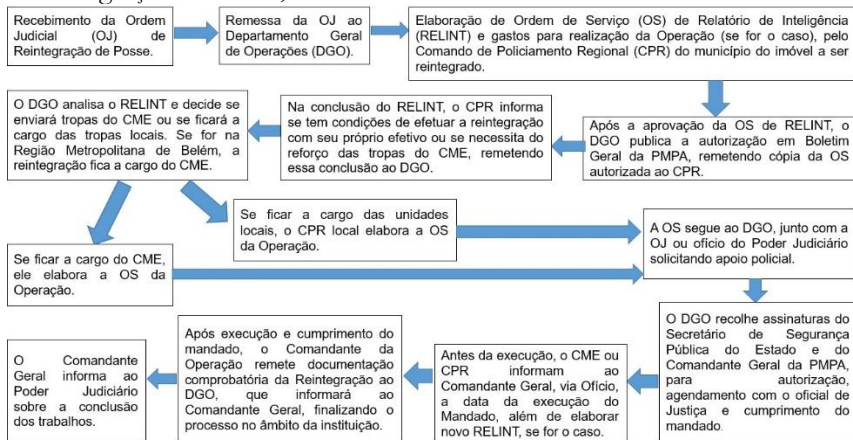 Recebimento da Ordem
Judicial (OJ) de
Reintegração de Posse.
Remessa da OJ ao
Departamento Geral
de Operações (DGO).
Elaboração de Ordem de Serviço (OS) de Relatório de Inteligência
(RELINT) e gastos para realização da Operação (se for o caso), pelo
Comando de Policiamento Regional (CPR) do município do imóvel a ser
reintegrado.
Após a aprovação da OS de RELINT, o
DGO publica a autorização em Boletim
Geral da PMPA, remetendo cópia da OS
autorizada ao CPR.
Na conclusão do RELINT, o CPR informa
se tem condições de efetuar a reintegração
com seu próprio efetivo ou se necessita do
reforço das tropas do CME, remetendo
essa conclusão ao DGO.
O DGO analisa o RELINT e decide se
enviará tropas do CME ou se ficará a
cargo das tropas locais. Se for na
Região Metropolitana de Belém, a
reintegração fica a cargo do CME.
Se ficar a cargo das unidades
locais, o CPR local elabora a OS
da Operação.
Se ficar a cargo do CME,
ele elabora a OS da
Operação.
A OS segue ao DGO, junto com a
OJ ou ofício do Poder Judiciário
solicitando apoio policial.
O DGO recolhe assinaturas do
Secretário de Segurança
Pública do Estado e do
Comandante Geral da PMPA,
para autorização,
agendamento com o oficial de
Justiça e cumprimento do
mandado.
Antes da execução, o CME ou
CPR informam ao
Comandante Geral, via Ofício,
a data da execução do
Mandado, além de elaborar
novo RELINT, se for o caso.
Após execução e cumprimento do
mandado, o Comandante da
Operação remete documentação
comprobatória da Reintegração ao
DGO, que informará ao
Comandante Geral, finalizando o
processo no âmbito da instituição.
O Comandante
Geral informa ao
Poder Judiciário
sobre a conclusão
dos trabalhos.